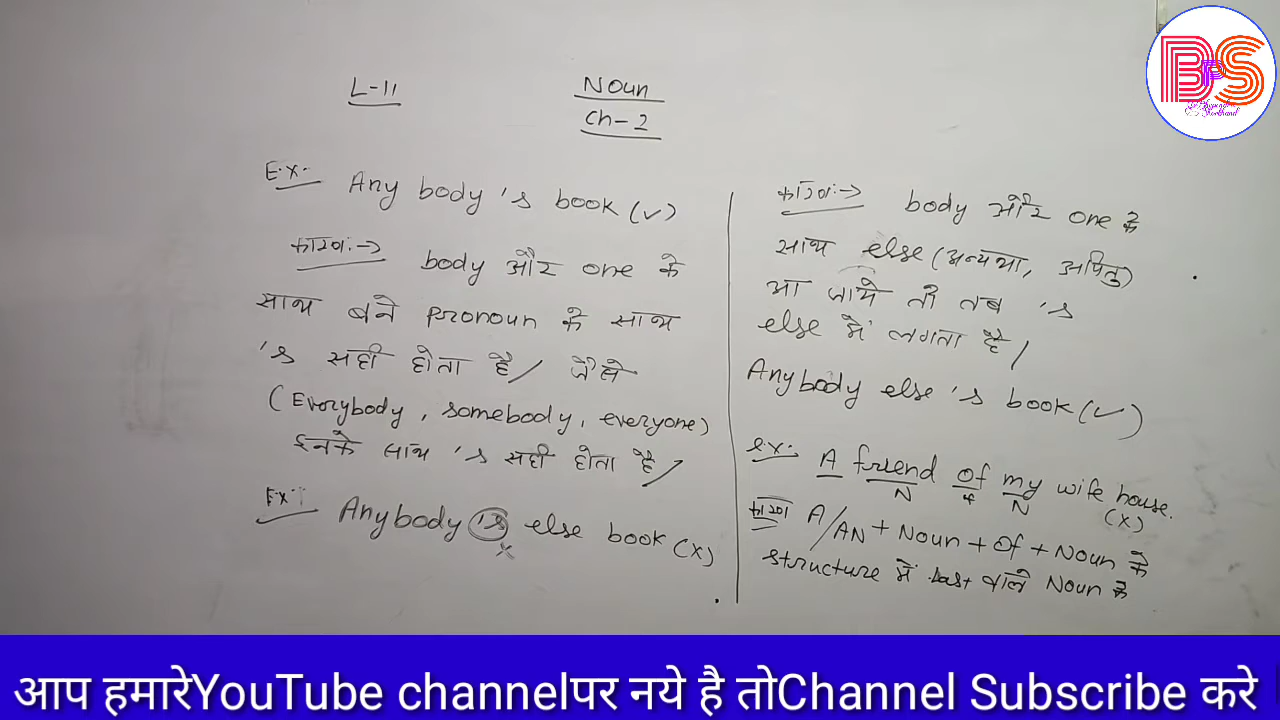 L-11
Noun
Ch-2
Ex:-
Any body's book (✓)
कारण:→ body और one के
साथ बने pronoun के साथ
's सही होता है/ जैसे
(Everybody, somebody, everyone)
इनके साथ 's सही होता है/
Ex:- Anybody's else book (x)
x
कारण:→ body और one के
साथ else (अन्यथा, अपितु)
आ जाये तो तब 's
else में लगता है/
Anybody else's book (✓)
ex:- A friend of my wife house.
N
N
(x)
कारण A/AN + Noun + Of + Noun के
structure में Last वाले Noun के
BPS
आप हमारेYouTube channelपर नये है तोChannel Subscribe करे